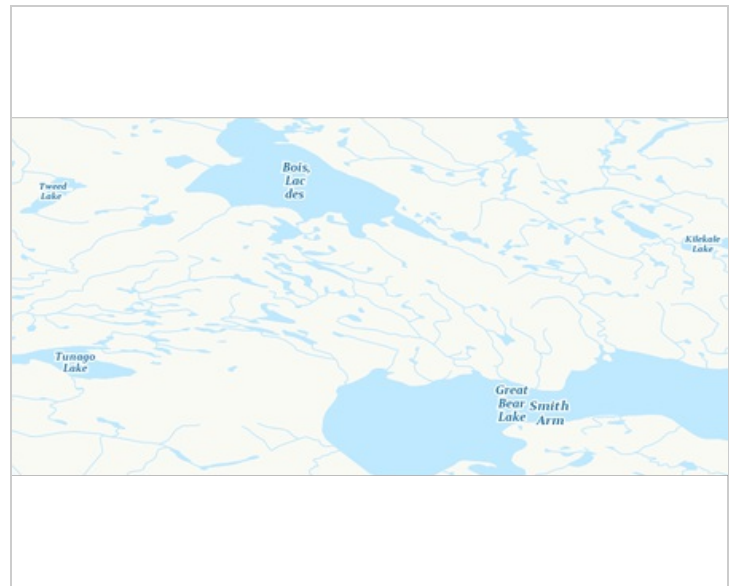 Bois,
Lac
des
Tweed
Lake
Kilekale
Lake
Tunago
Lake
Great
Bear
Lake
Smith
Arm